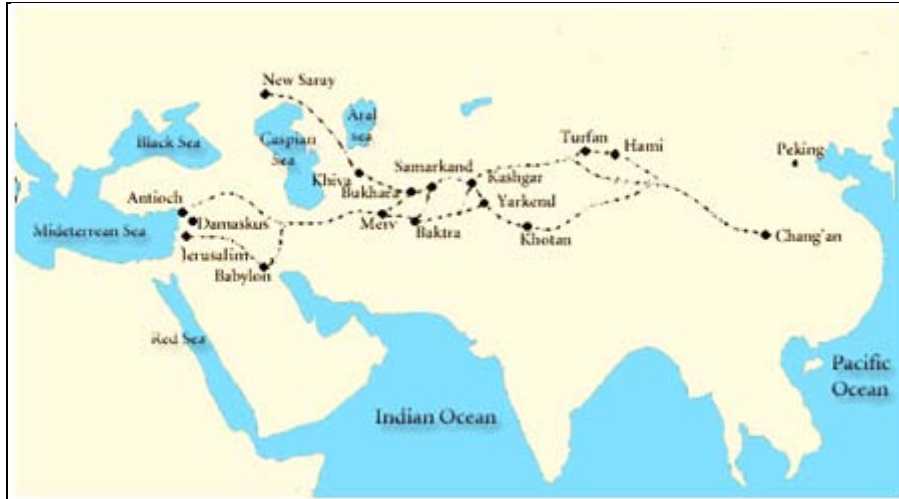 New Saray
Aral
sea
Black Sea
Caspian
Sea
Turfan
Hami
Peking
Samarkand
Khiva
Kashgar
Bukhara
Antioch
Yarkend
Damaskus
Merv
Baktra
Mideterrean Sea
Khotan
Chang'an
Jerusalim
Babylon
Red Sea
Pacific
Ocean
Indian Ocean